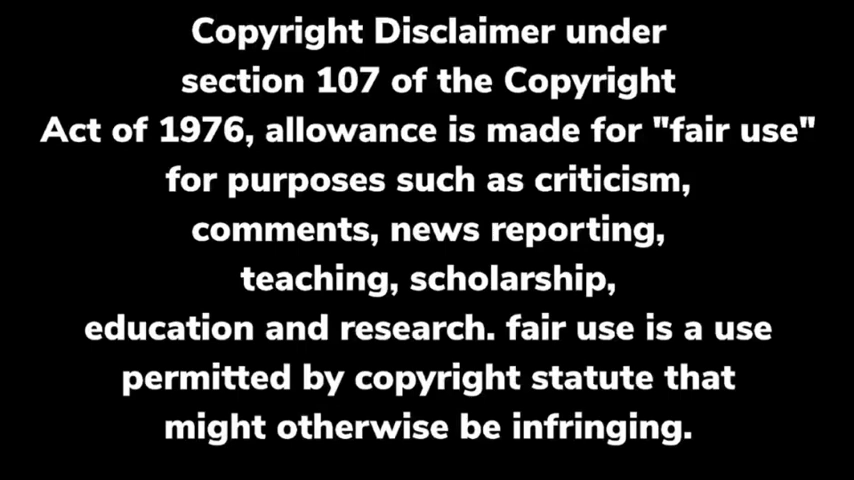 Copyright Disclaimer under
section 107 of the Copyright
Act of 1976, allowance is made for "fair use"
for purposes such as criticism,
comments, news reporting,
teaching, scholarship,
education and research. fair use is a use
permitted by copyright statute that
might otherwise be infringing.